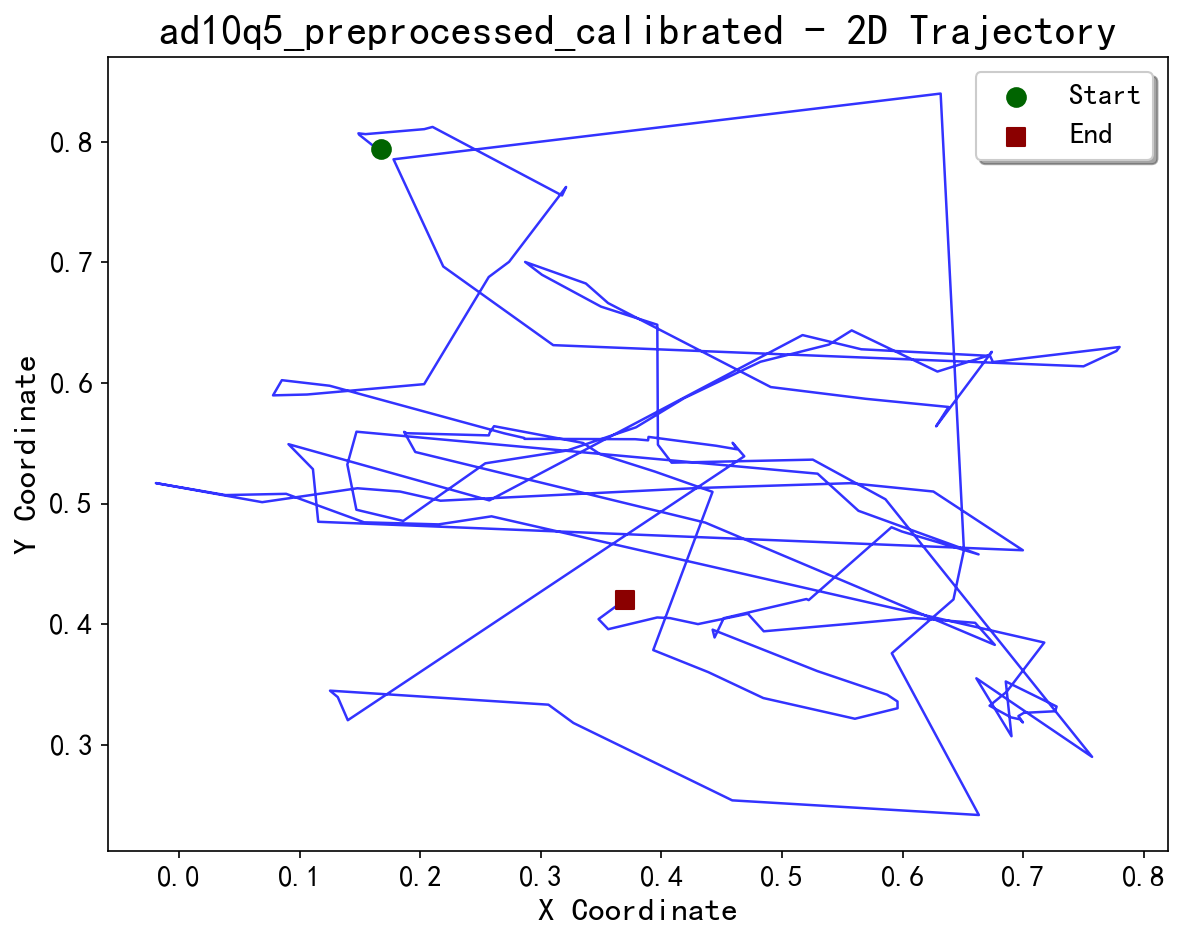 ad10q5_preprocessed_calibrated - 2D Trajectory
Start
End
Y Coordinate
0.8
0.7
0.6
0.5
0.4
0.3
0.0 0.1 0.2 0.3 0.4 0.5 0.6 0.7 0.8
X Coordinate